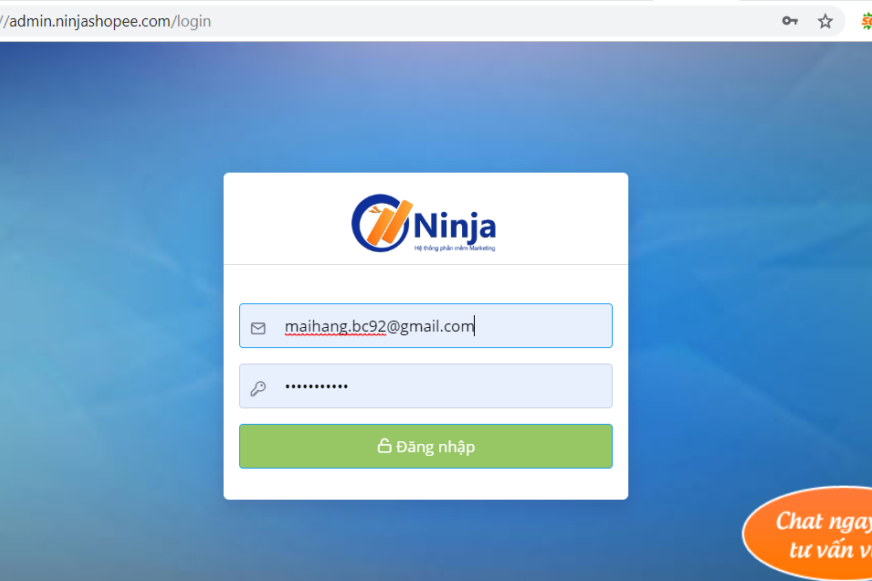 //admin.ninjashopee.com/login
Ninja
Hệ thống phần mềm Marketing
maihang.bc92@gmail.com
•••••••••••
Đăng nhập
Chat ngay
tư vấn